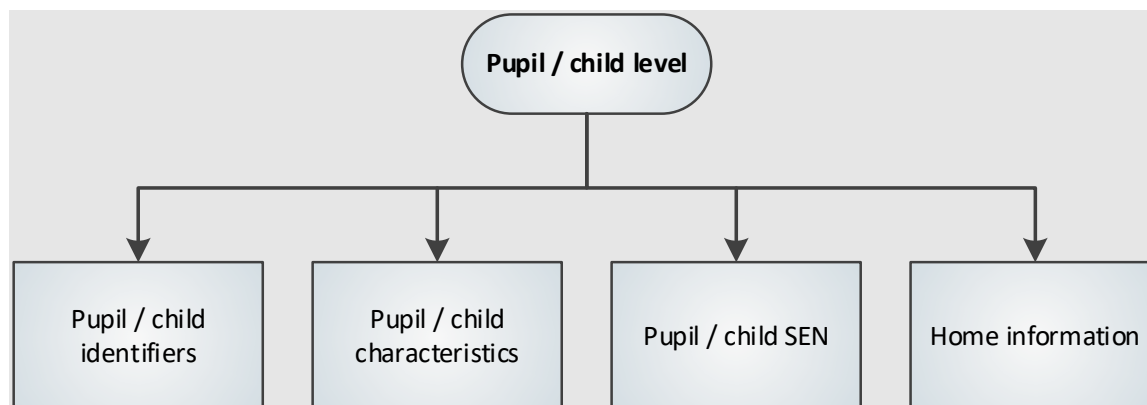 Pupil / child level
Pupil / child
identifiers
Pupil / child
characteristics
Pupil / child SEN
Home information